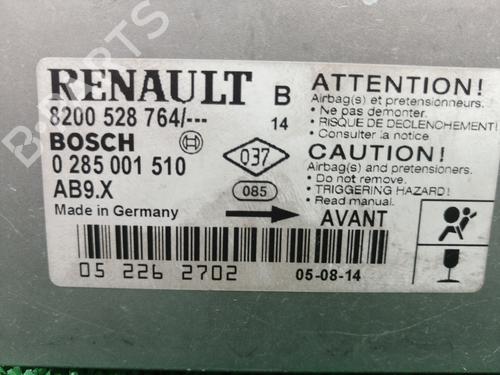 RENAULT
B
8200 528 764/---
14
BOSCH
0 285 001 510
037
AB9.X
085
Made in Germany
AVANT
05 226 2702
05-08-14
ATTENTION!
Airbag(s) et pretensionneurs.
• Ne pas demonter.
• RISQUE DE DECLENCHEMENT!
• Consulter la notice.
CAUTION!
Airbag(s) and pretensioners.
• Do not remove.
• TRIGGERING HAZARD!
• Read manual.
B-PARTS